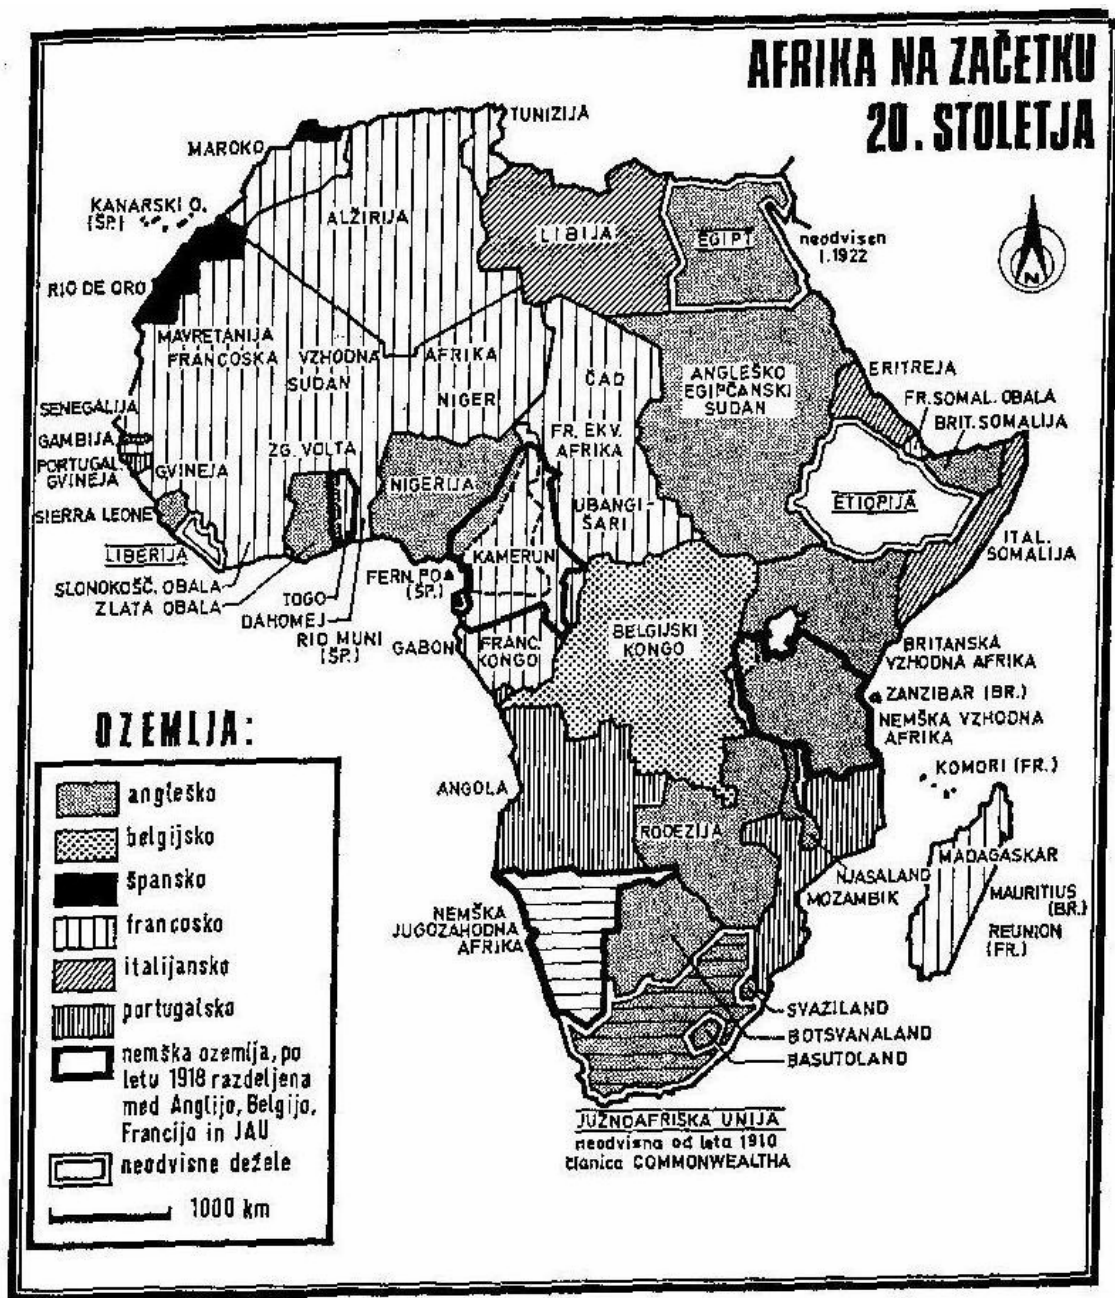 AFRIKA NA ZAČETKU
20. STOLETJA
TUNIZIJA
MAROKO
KANARSKI O.
(ŠP.)
ALŽIRIJA
LIBIJA
EGIPT
neodvisen
l.1922
N
RIO DE ORO
MAVRETANIJA
FRANCOSKA VZHODNA AFRIKA
SUDAN
NIGER
ČAD
ANGLEŠKO
EGIPČANSKI
SUDAN
ERITREJA
FR. SOMAL. OBALA
BRIT. SOMALIJA
SENEGALIJA
GAMBIJA
PORTUGAL.
GVINEJA
GVINEJA
ZG. VOLTA
NIGERIJA
FR. EKV.
AFRIKA
UBANGI-
ŠARI
ETIOPIJA
ITAL.
SOMALIJA
SIERRA LEONE
LIBERIJA
SLONOKOŠČ. OBALA
ZLATA OBALA
TOGO
DAHOMEJ
RIO MUNI
(ŠP.)
FERN. PO
(ŠP.)
KAMERUN
GABON
FRANC.
KONGO
BELGIJSKI
KONGO
BRITANSKA
VZHODNA AFRIKA
ZANZIBAR (BR.)
NEMŠKA VZHODNA
AFRIKA
KOMORI (FR.)
ANGOLA
RODEZIJA
NJASALAND
MOZAMBIK
MADAGASKAR
MAURITIUS
(BR.)
REUNION
(FR.)
NEMŠKA
JUGOZAHODNA
AFRIKA
SVAZILAND
BOTSVANALAND
BASUTOLAND
JUŽNOAFRIŠKA UNIJA
neodvisna od leta 1910
članica COMMONWEALTHA
OZEMLJA:
angleško
belgijsko
špansko
francosko
italijansko
portugalsko
nemška ozemlja, po
letu 1918 razdeljena
med Anglijo, Belgijo,
Francijo in JAU
neodvisne dežele
1000 km